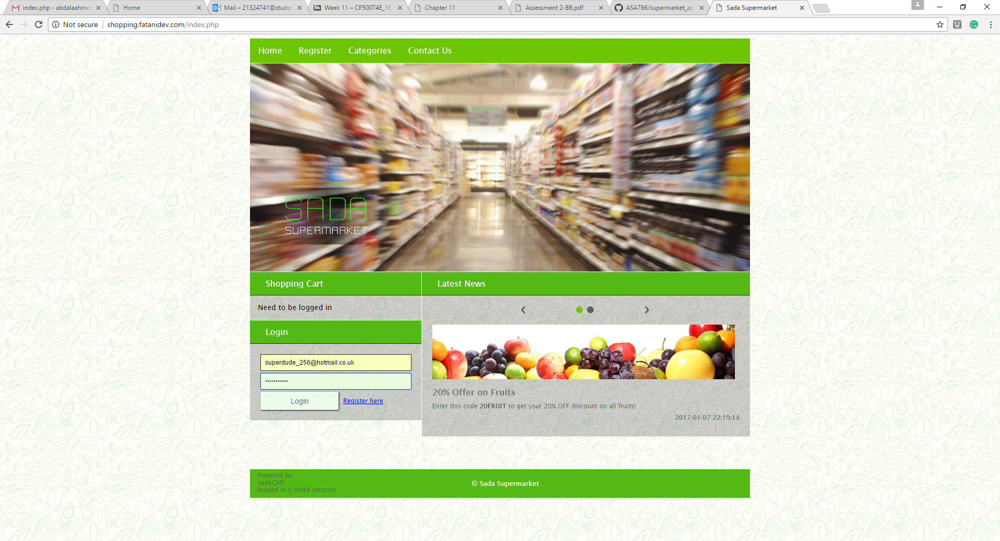 index.php - abdalaahmed
Home
Mail – 21324741@studen
Week 11 – CP50074E_16-
Chapter 11
Assessment 2-BB.pdf
ASA786/supermarket_ap
Sada Supermarket
Not secure
shopping.fatanidev.com/index.php
Home
Register
Categories
Contact Us
SADA
SUPERMARKET
Shopping Cart
Need to be logged in
Login
superdude_256@hotmail.co.uk
•••••••••••
Login
Register here
Latest News
20% Offer on Fruits
Enter this code 20FRUIT to get your 20% OFF discount on all fruits!
2017-01-07 22:19:14
Powered by
sadaCMS
loaded in 0.0049 seconds.
© Sada Supermarket